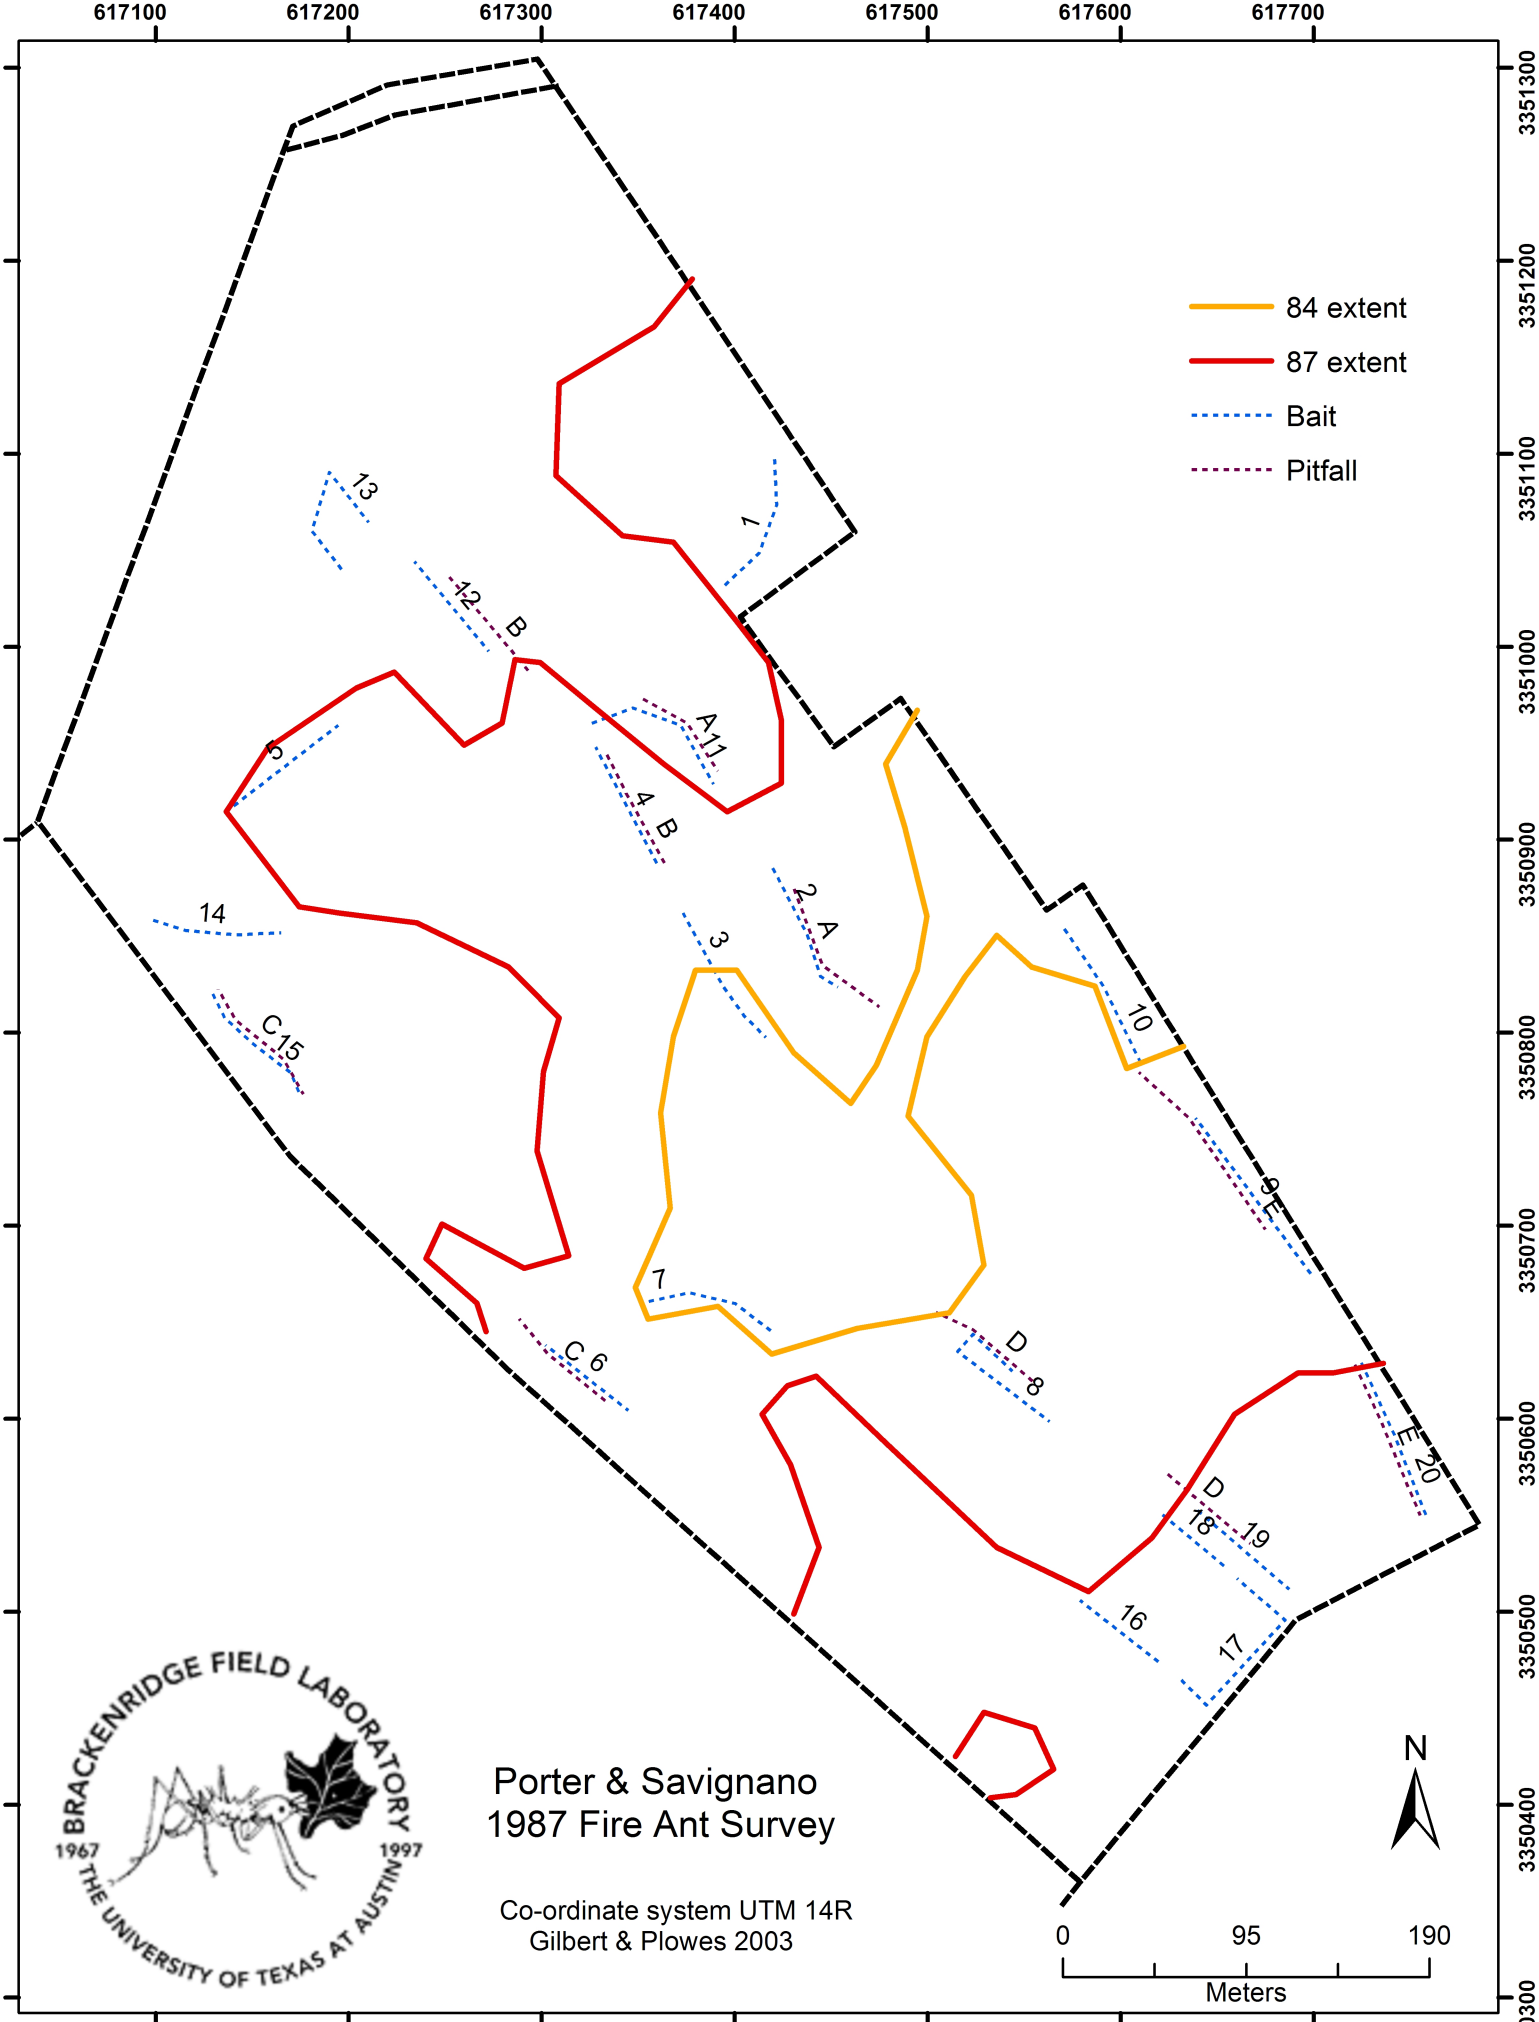 617100
617200
617300
617400
617500
617600
617700
3351300
3351200
3351100
3351000
3350900
3350800
3350700
3350600
3350500
3350400
3300
84 extent
87 extent
Bait
Pitfall
13
1
12
B
A
11
5
4
B
2
A
3
14
C
15
10
9
E
7
D
8
C
6
E
20
D
18
19
16
17
BRACKENRIDGE FIELD LABORATORY
1967
1997
THE UNIVERSITY OF TEXAS AT AUSTIN
Porter & Savignano
1987 Fire Ant Survey
Co-ordinate system UTM 14R
Gilbert & Plowes 2003
N
0
95
190
Meters